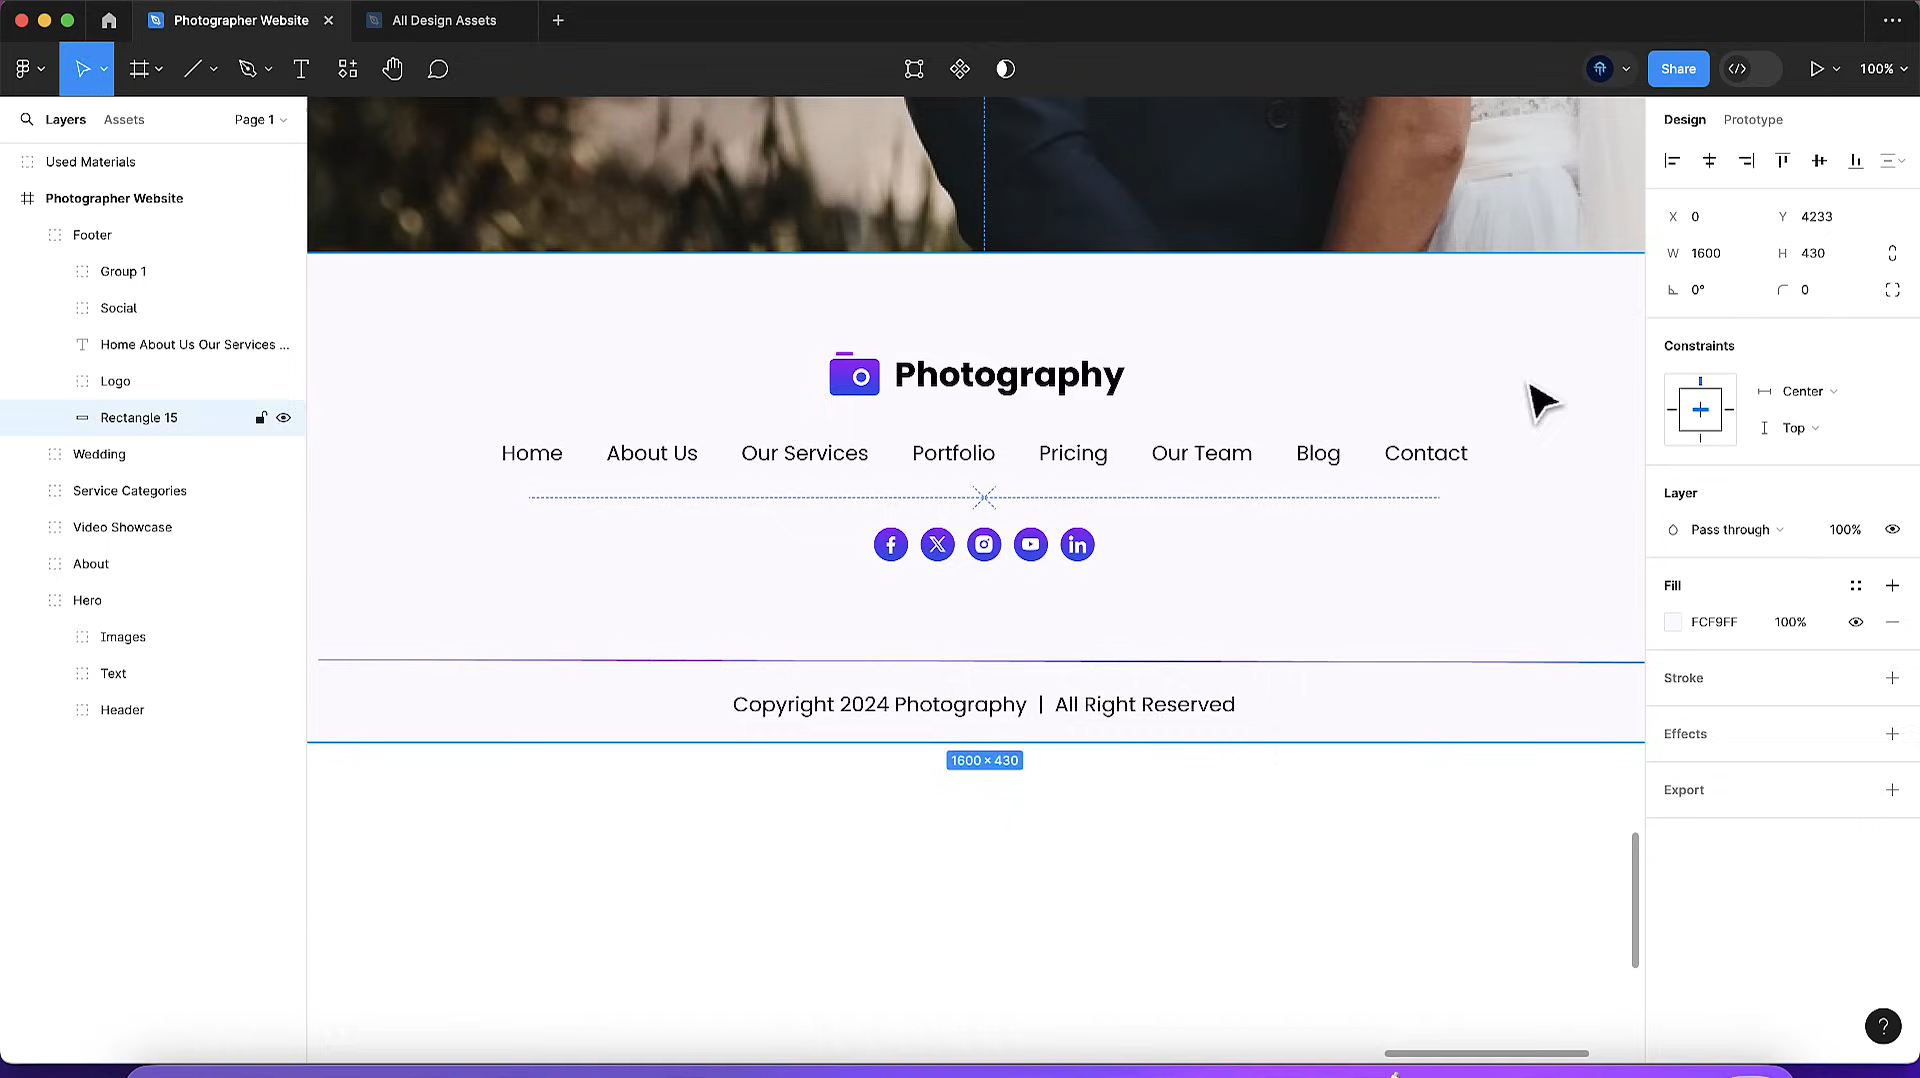 Photographer Website
All Design Assets
Share
100%
Layers
Assets
Page 1
Used Materials
Photographer Website
Footer
Group 1
Social
Home About Us Our Services ...
Logo
Rectangle 15
Wedding
Service Categories
Video Showcase
About
Hero
Images
Text
Header
Photography
Home About Us Our Services Portfolio Pricing Our Team Blog Contact
Copyright 2024 Photography | All Right Reserved
1600 × 430
Design
Prototype
X 0 Y 4233
W 1600 H 430
0° 0
Constraints
Center
Top
Layer
Pass through 100%
Fill
FCF9FF 100%
Stroke
Effects
Export
?